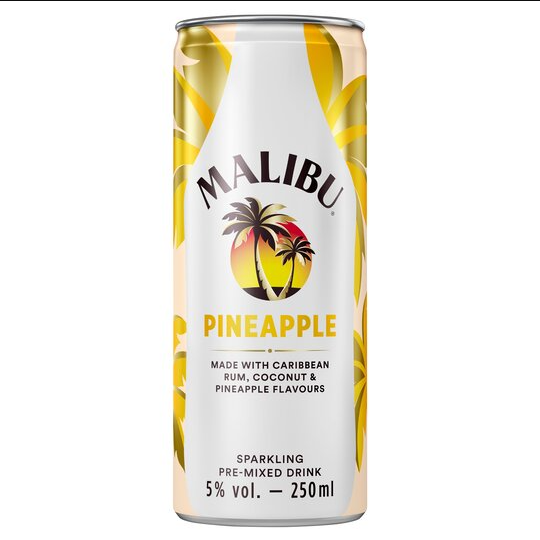 MALIBU®
PINEAPPLE
MADE WITH CARIBBEAN
RUM, COCONUT &
PINEAPPLE FLAVOURS
SPARKLING
PRE-MIXED DRINK
5% vol. — 250ml